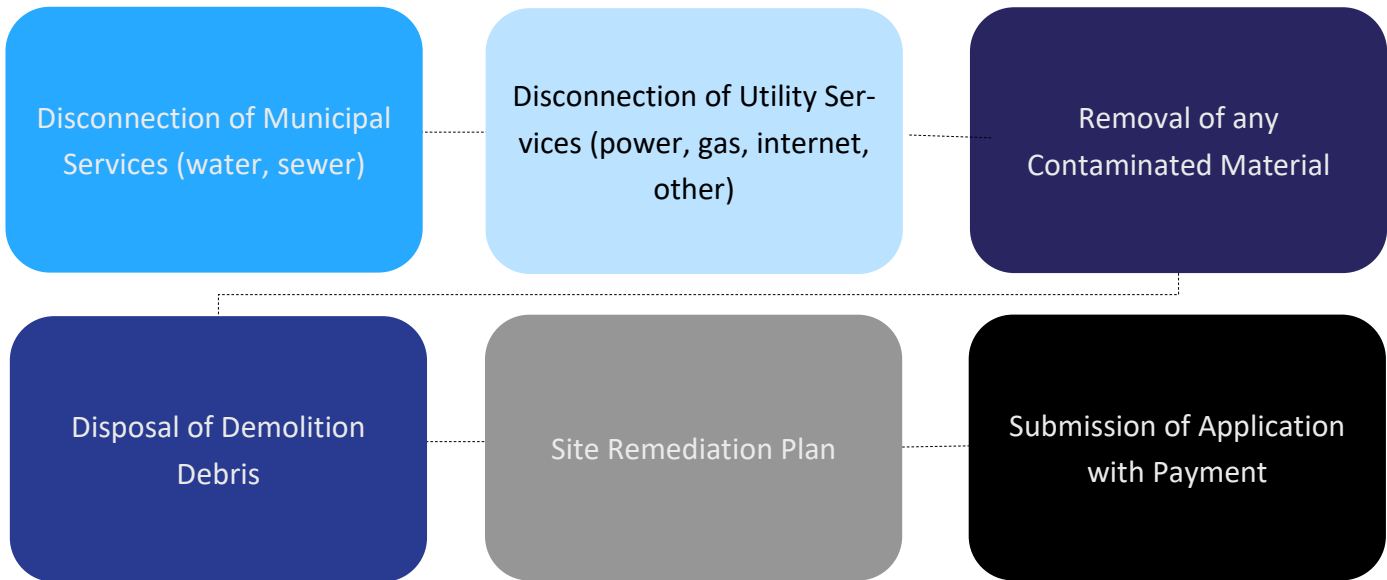 Disconnection of Municipal
Services (water, sewer)
Disconnection of Utility Ser-
vices (power, gas, internet,
other)
Removal of any
Contaminated Material
Disposal of Demolition
Debris
Site Remediation Plan
Submission of Application
with Payment